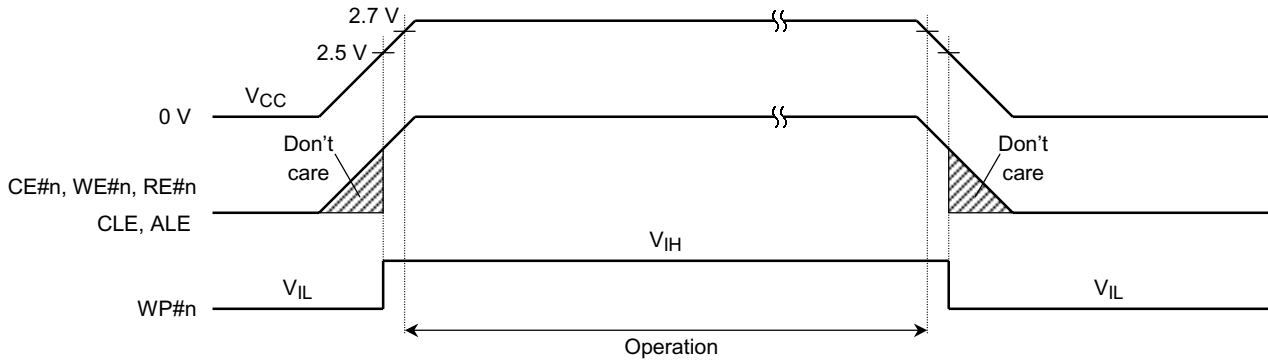 2.7 V
2.5 V
VCC
0 V
Don't
care
Don't
care
CE#n, WE#n, RE#n
CLE, ALE
VIH
VIL
VIL
WP#n
Operation